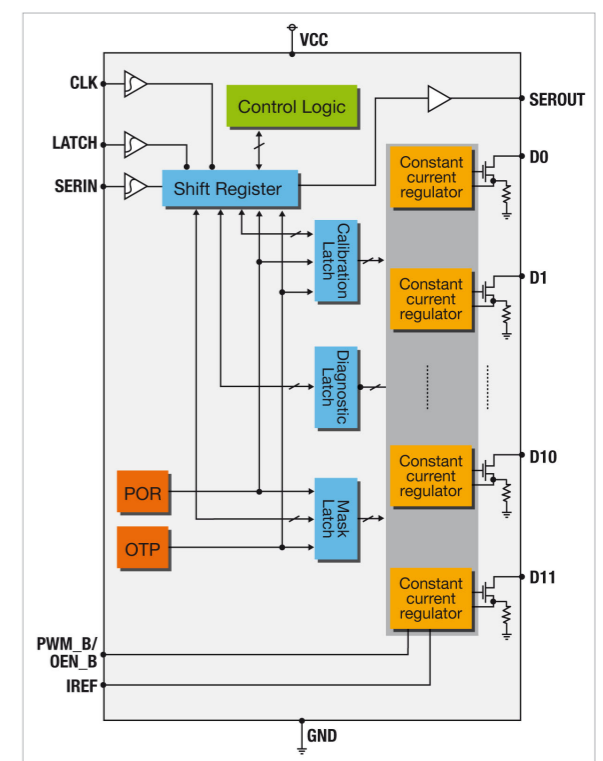 VCC
CLK
Control Logic
SEROUT
LATCH
Constant
current
regulator
D0
SERIN
Shift Register
Calibration
Latch
Constant
current
regulator
D1
Diagnostic
Latch
Constant
current
regulator
D10
POR
Mask
Latch
OTP
Constant
current
regulator
D11
PWM_B/
OEN_B
IREF
GND